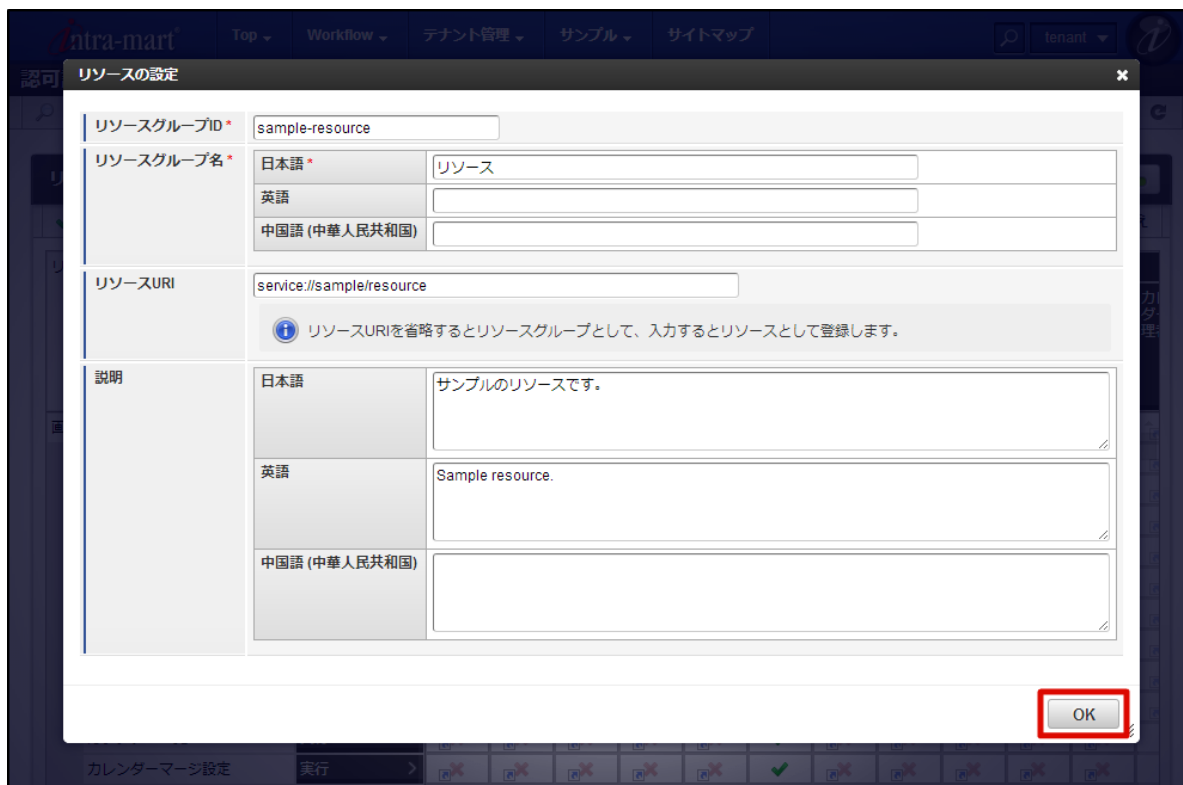 intra-mart
Top Workflow テナント管理 サンプル サイトマップ
tenant
認可
リソースの設定
リソースグループID *
sample-resource
リソースグループ名 *
日本語 *
リソース
英語
中国語 (中華人民共和国)
リソースURI
service://sample/resource
リソースURIを省略するとリソースグループとして、入力するとリソースとして登録します。
説明
日本語
サンプルのリソースです。
英語
Sample resource.
中国語 (中華人民共和国)
OK
カレンダーマージ設定
実行